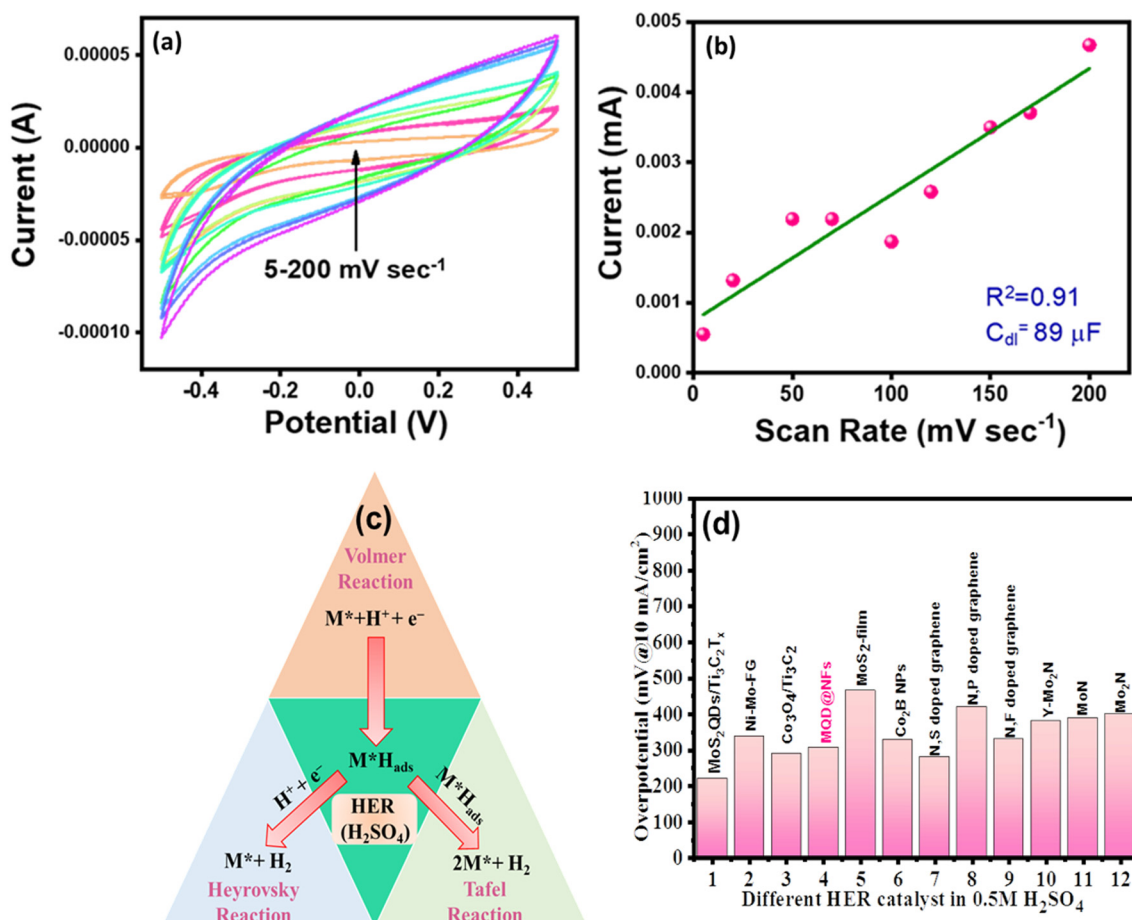 (a)
0.00005
0.00000
-0.00005
-0.00010
Current (A)
5-200 mV sec⁻¹
-0.4 -0.2 0.0 0.2 0.4
Potential (V)
(b)
0.005
0.004
0.003
0.002
0.001
0.000
Current (mA)
R²=0.91
C_dl= 89 μF
0 50 100 150 200
Scan Rate (mV sec⁻¹)
(c)
Volmer
Reaction
M*+H⁺+ e⁻
M*H_ads
H⁺+ e⁻
M*H_ads
HER
(H₂SO₄)
M*+ H₂
2M*+ H₂
Heyrovsky
Reaction
Tafel
Reaction
(d)
1000
900
800
700
600
500
400
300
200
100
0
Overpotential (mV@10 mA/cm²)
MoS₂QDs/Ti₃C₂Tₓ
Ni-Mo-FG
Co₃O₄/Ti₃C₂
MQD@NFs
MoS₂-film
Co₂B NPs
N,S doped graphene
N,P doped graphene
N,F doped graphene
Y-Mo₂N
MoN
Mo₂N
1 2 3 4 5 6 7 8 9 10 11 12
Different HER catalyst in 0.5M H₂SO₄